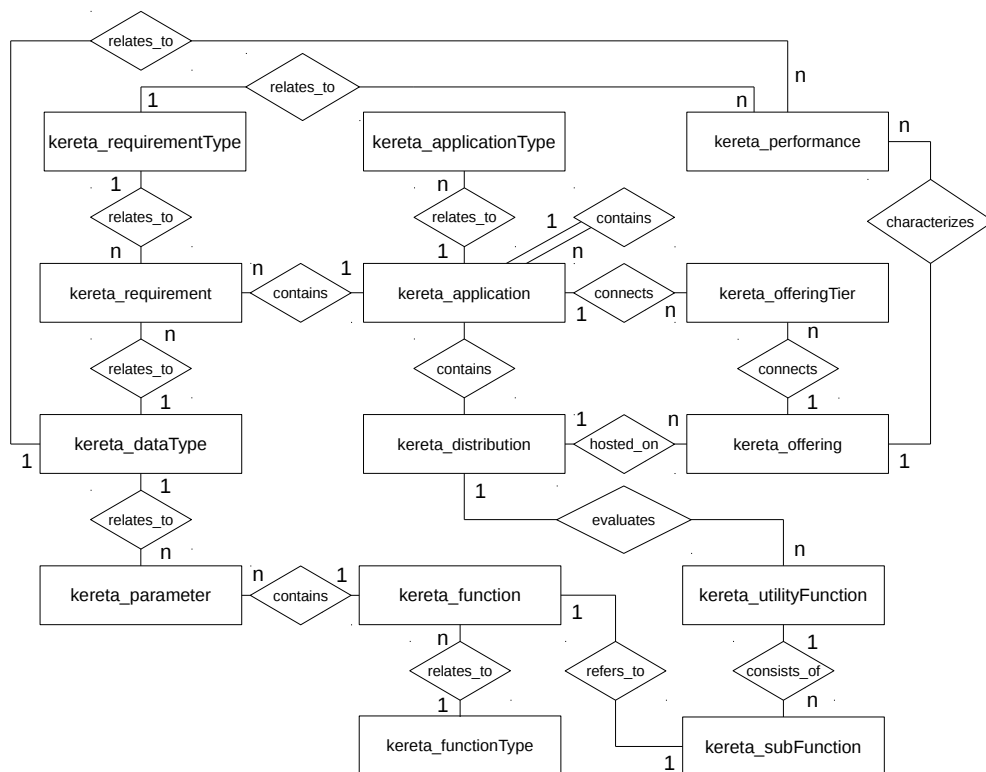 relates_to
n
relates_to
1
n
kereta_requirementType
kereta_applicationType
kereta_performance
n
1
n
relates_to
relates_to
1
contains
characterizes
n
1
n
n
1
kereta_requirement
contains
kereta_application
connects
kereta_offeringTier
1
n
n
n
relates_to
contains
connects
1
1
1
n
kereta_dataType
kereta_distribution
hosted_on
kereta_offering
1
1
1
1
relates_to
evaluates
n
n
n
1
kereta_parameter
contains
kereta_function
kereta_utilityFunction
1
n
1
relates_to
refers_to
consists_of
1
n
kereta_functionType
kereta_subFunction
1